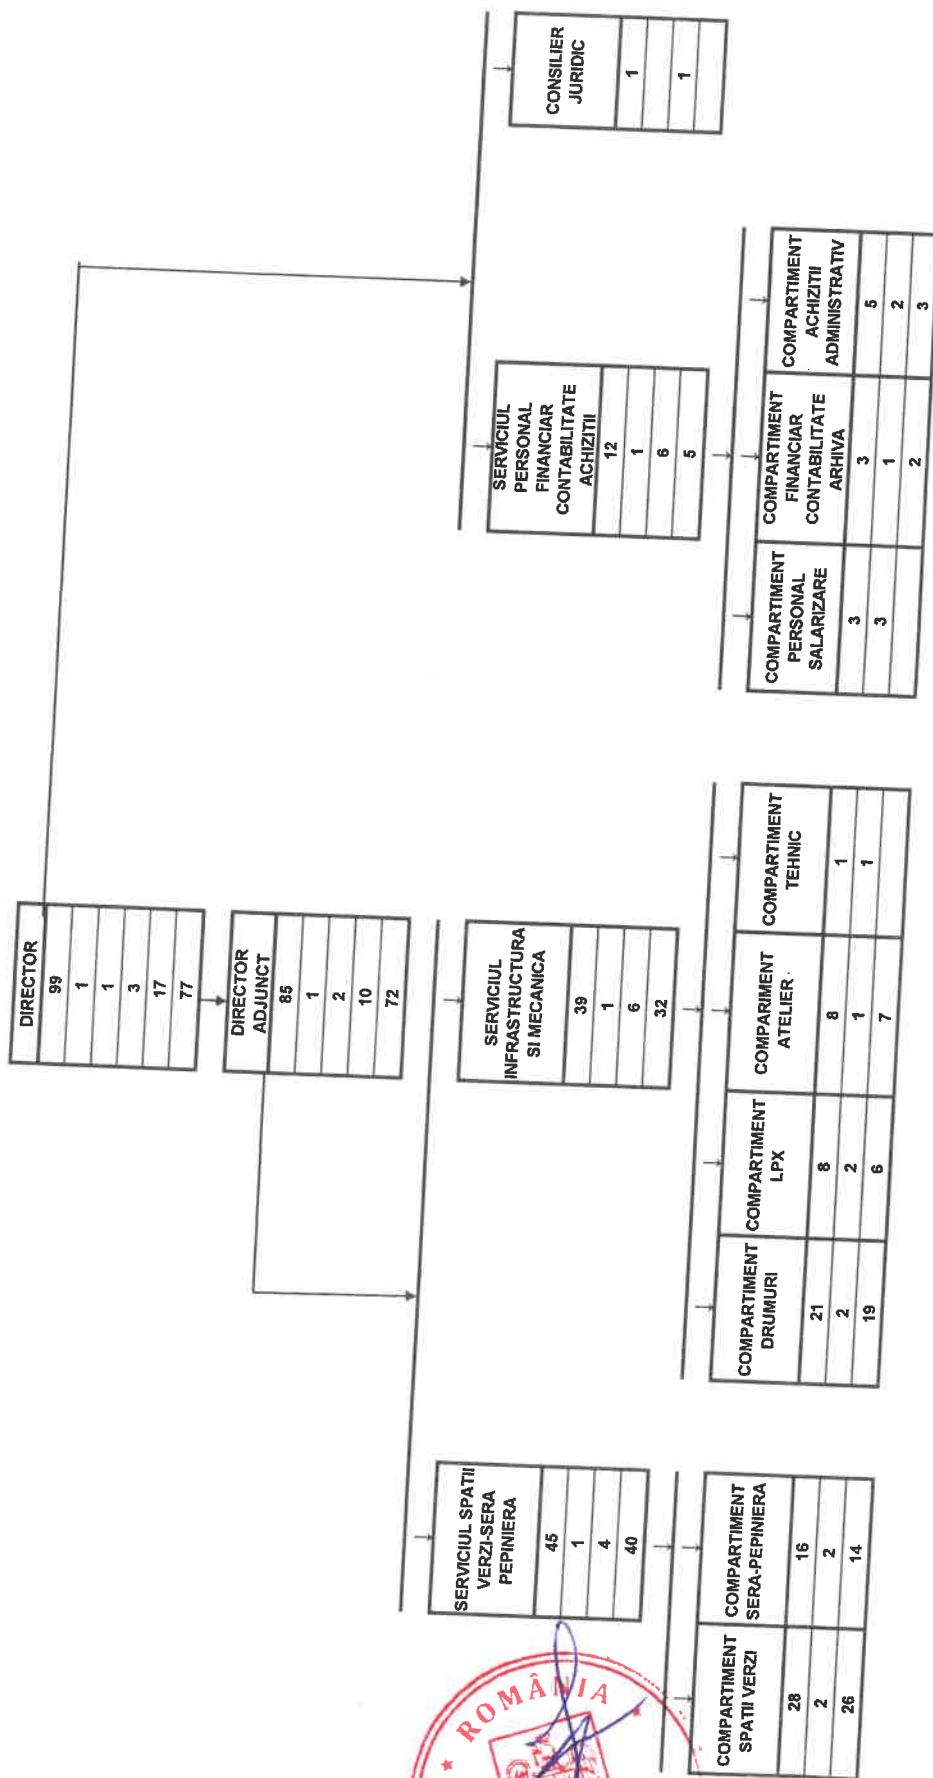 DIRECTOR
99
1
1
3
17
77
DIRECTOR
ADJUNCT
85
1
2
10
72
SERVICIUL SPATII
VERZI-SERA
PEPINIERA
45
1
4
40
SERVICIUL
INFRASTRUCTURA
SI MECANICA
39
1
6
32
SERVICIUL
PERSONAL
FINANCIAR
CONTABILITATE
ACHIZITII
12
1
6
5
CONSILIER
JURIDIC
1
1
COMPARTIMENT
SPATII VERZI
28
2
26
COMPARTIMENT
SERA-PEPINIERA
16
2
14
COMPARTIMENT
DRUMURI
21
2
19
COMPARTIMENT
LPX
8
2
6
COMPARIMENT
ATELIER
8
1
7
COMPARTIMENT
TEHNIC
1
1
COMPARTIMENT
PERSONAL
SALARIZARE
3
3
COMPARTIMENT
FINANCIAR
CONTABILITATE
ARHIVA
3
1
2
COMPARTIMENT
ACHIZITII
ADMINISTRATIV
5
2
3
ROMÂNIA